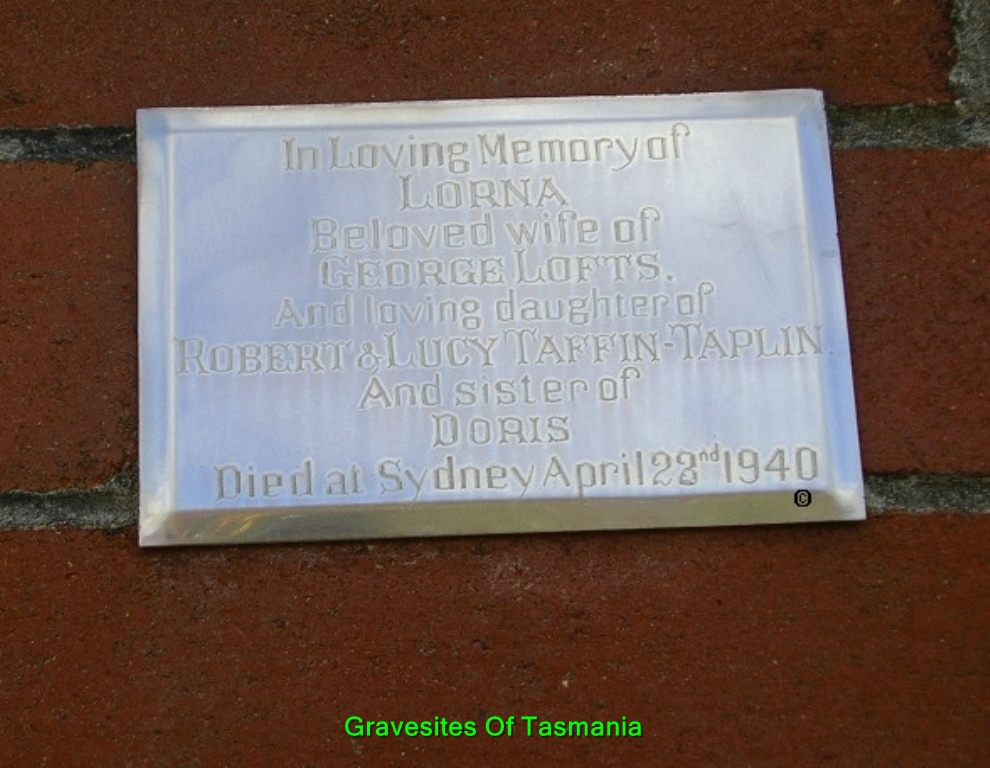 In Loving Memory of
LORNA
Beloved wife of
GEORGE LOFTS.
And loving daughter of
ROBERT & LUCY TAFFIN-TAPLIN.
And sister of
DORIS
Died at Sydney April 22nd 1940
©
Gravesites Of Tasmania